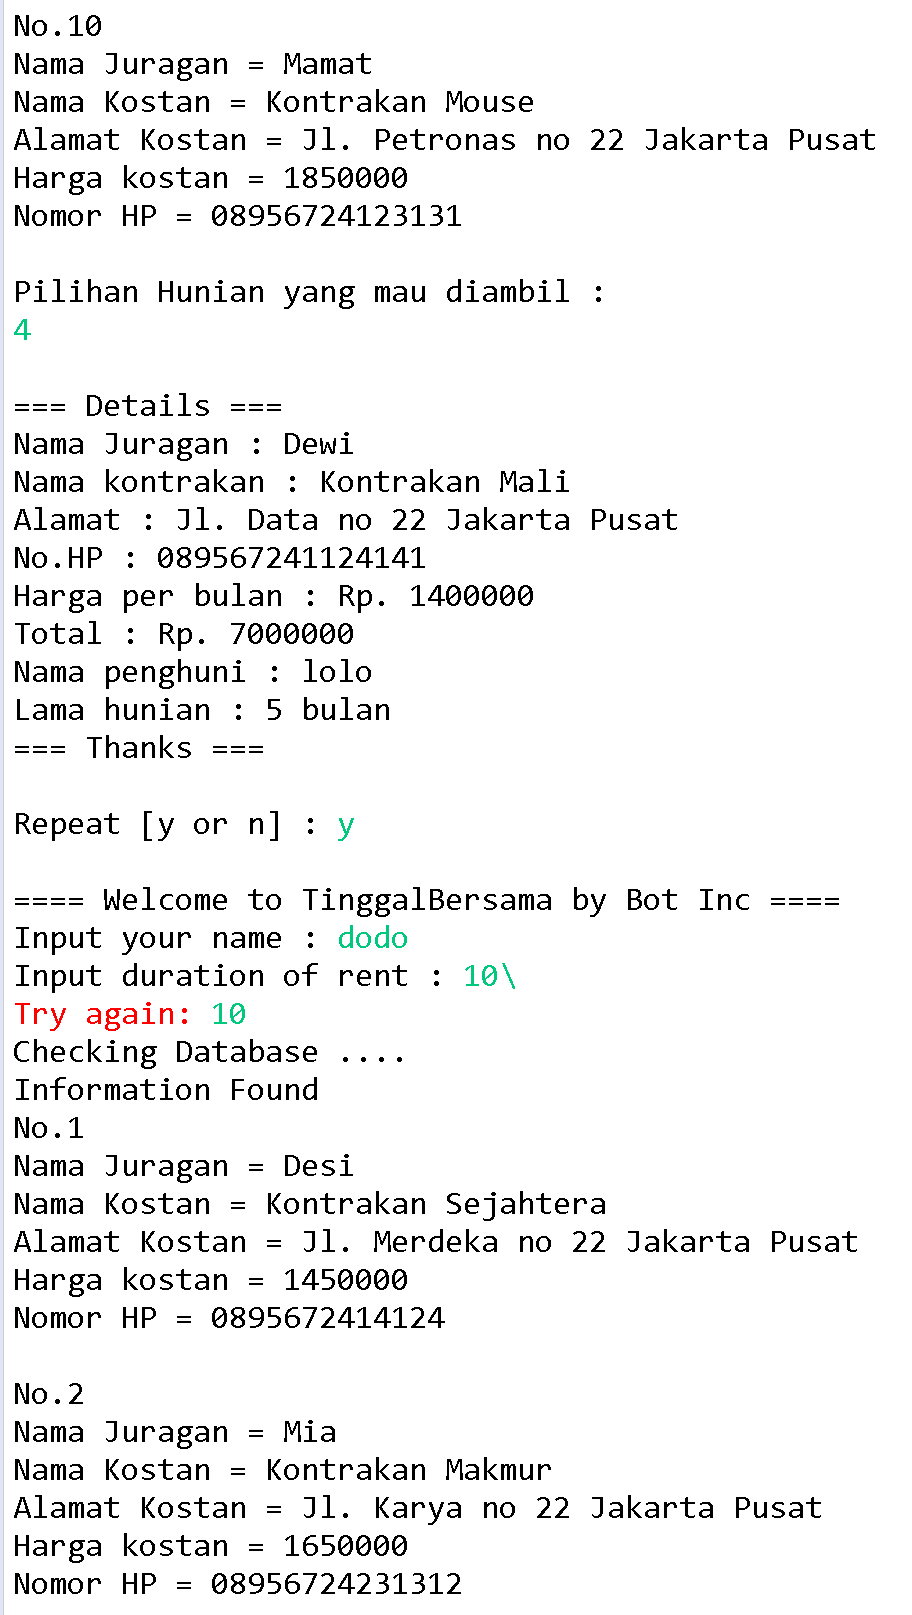 No.10
Nama Juragan = Mamat
Nama Kostan = Kontrakan Mouse
Alamat Kostan = Jl. Petronas no 22 Jakarta Pusat
Harga kostan = 1850000
Nomor HP = 08956724123131
Pilihan Hunian yang mau diambil :
4
=== Details ===
Nama Juragan : Dewi
Nama kontrakan : Kontrakan Mali
Alamat : Jl. Data no 22 Jakarta Pusat
No.HP : 089567241124141
Harga per bulan : Rp. 1400000
Total : Rp. 7000000
Nama penghuni : lolo
Lama hunian : 5 bulan
=== Thanks ===
Repeat [y or n] : y
==== Welcome to TinggalBersama by Bot Inc ====
Input your name : dodo
Input duration of rent : 10\
Try again: 10
Checking Database ....
Information Found
No.1
Nama Juragan = Desi
Nama Kostan = Kontrakan Sejahtera
Alamat Kostan = Jl. Merdeka no 22 Jakarta Pusat
Harga kostan = 1450000
Nomor HP = 0895672414124
No.2
Nama Juragan = Mia
Nama Kostan = Kontrakan Makmur
Alamat Kostan = Jl. Karya no 22 Jakarta Pusat
Harga kostan = 1650000
Nomor HP = 08956724231312